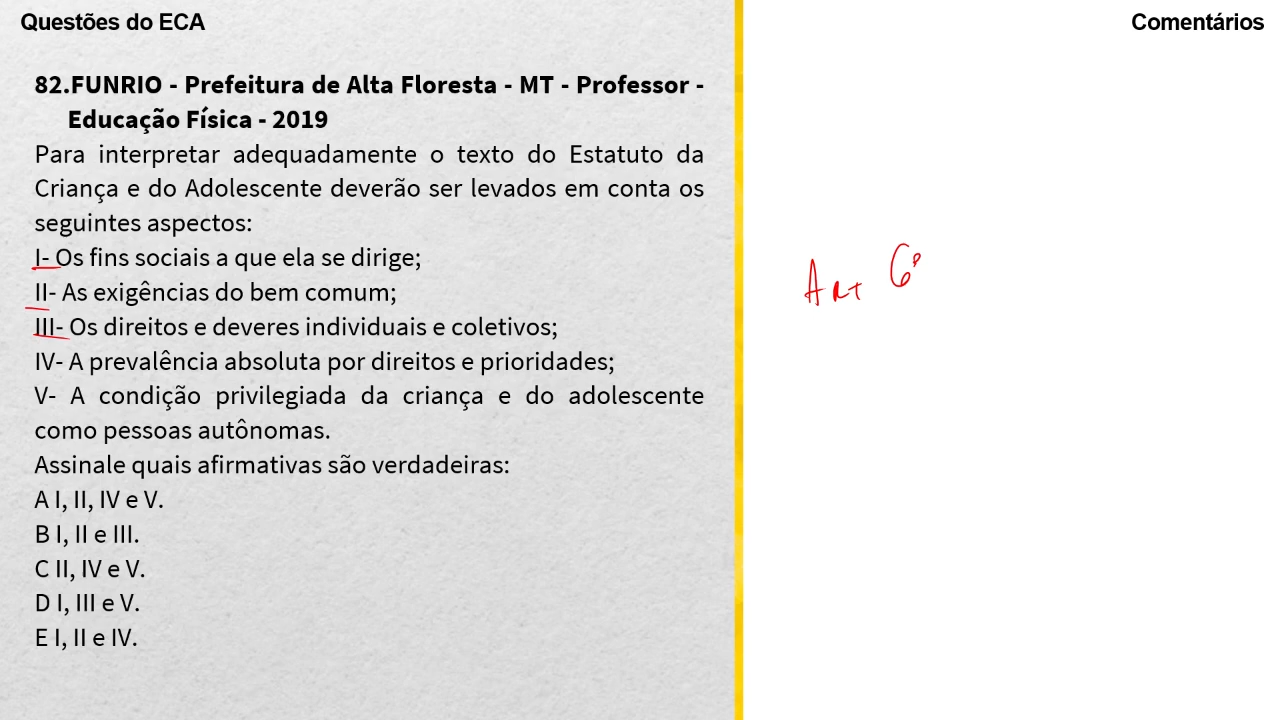 Questões do ECA
Comentários
82.FUNRIO - Prefeitura de Alta Floresta - MT - Professor -
Educação Física - 2019
Para interpretar adequadamente o texto do Estatuto da
Criança e do Adolescente deverão ser levados em conta os
seguintes aspectos:
I- Os fins sociais a que ela se dirige;
II- As exigências do bem comum;
III- Os direitos e deveres individuais e coletivos;
IV- A prevalência absoluta por direitos e prioridades;
V- A condição privilegiada da criança e do adolescente
como pessoas autônomas.
Assinale quais afirmativas são verdadeiras:
A I, II, IV e V.
B I, II e III.
C II, IV e V.
D I, III e V.
E I, II e IV.
Art 6º